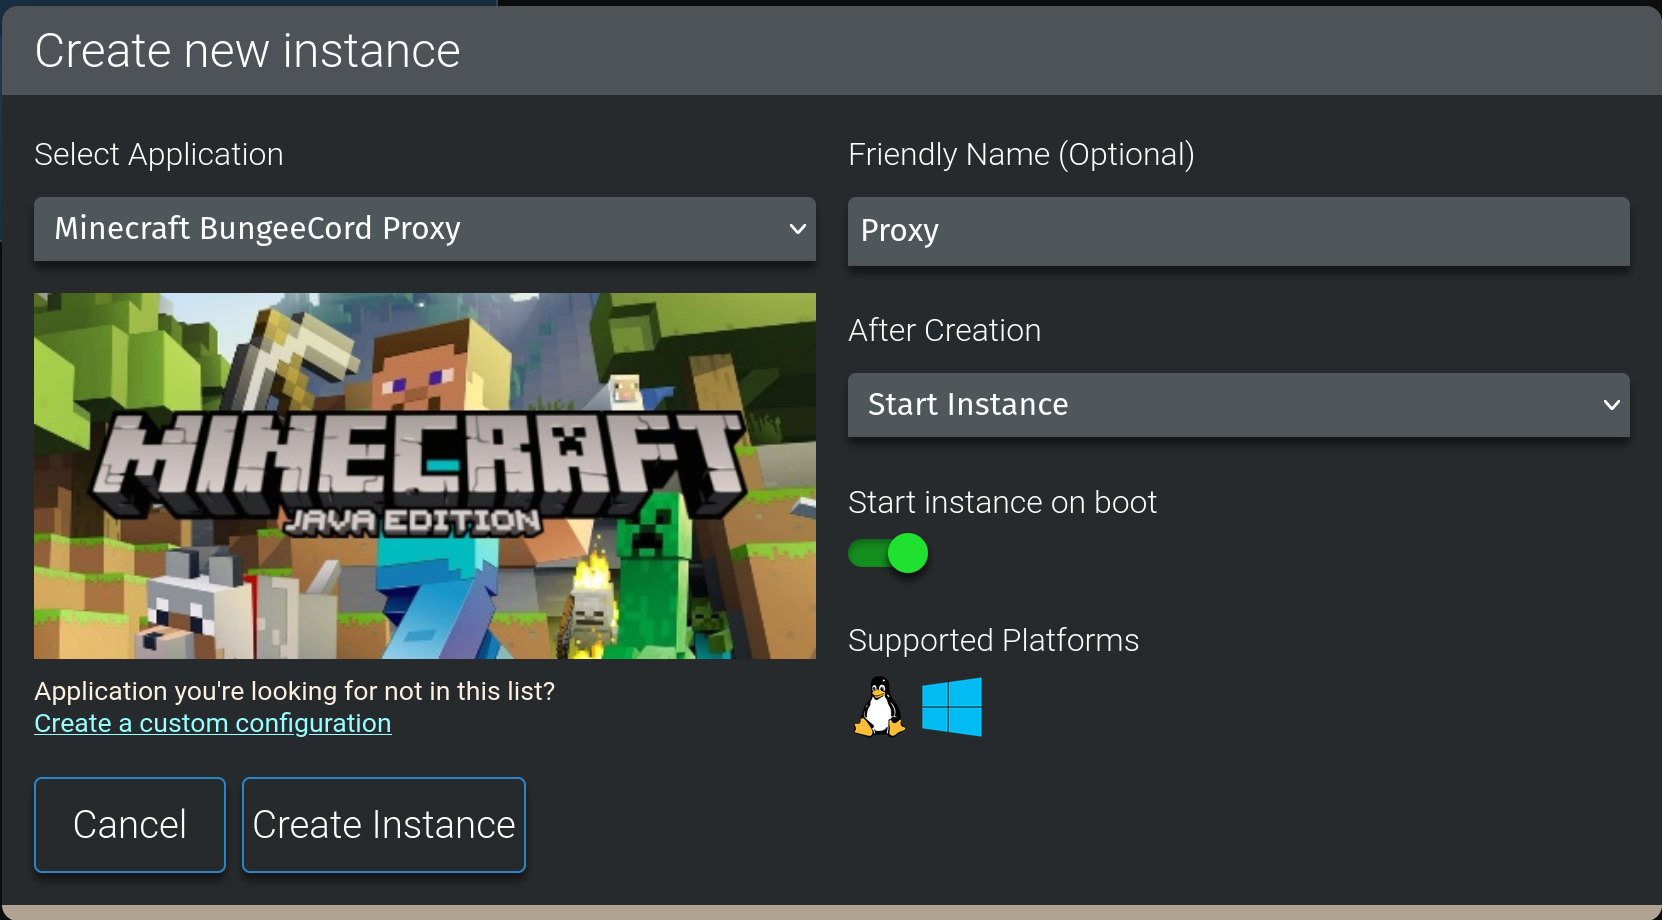 Create new instance
Select Application
Minecraft BungeeCord Proxy
MINECRAFT
JAVA EDITION
Application you're looking for not in this list?
Create a custom configuration
Cancel
Create Instance
Friendly Name (Optional)
Proxy
After Creation
Start Instance
Start instance on boot
Supported Platforms